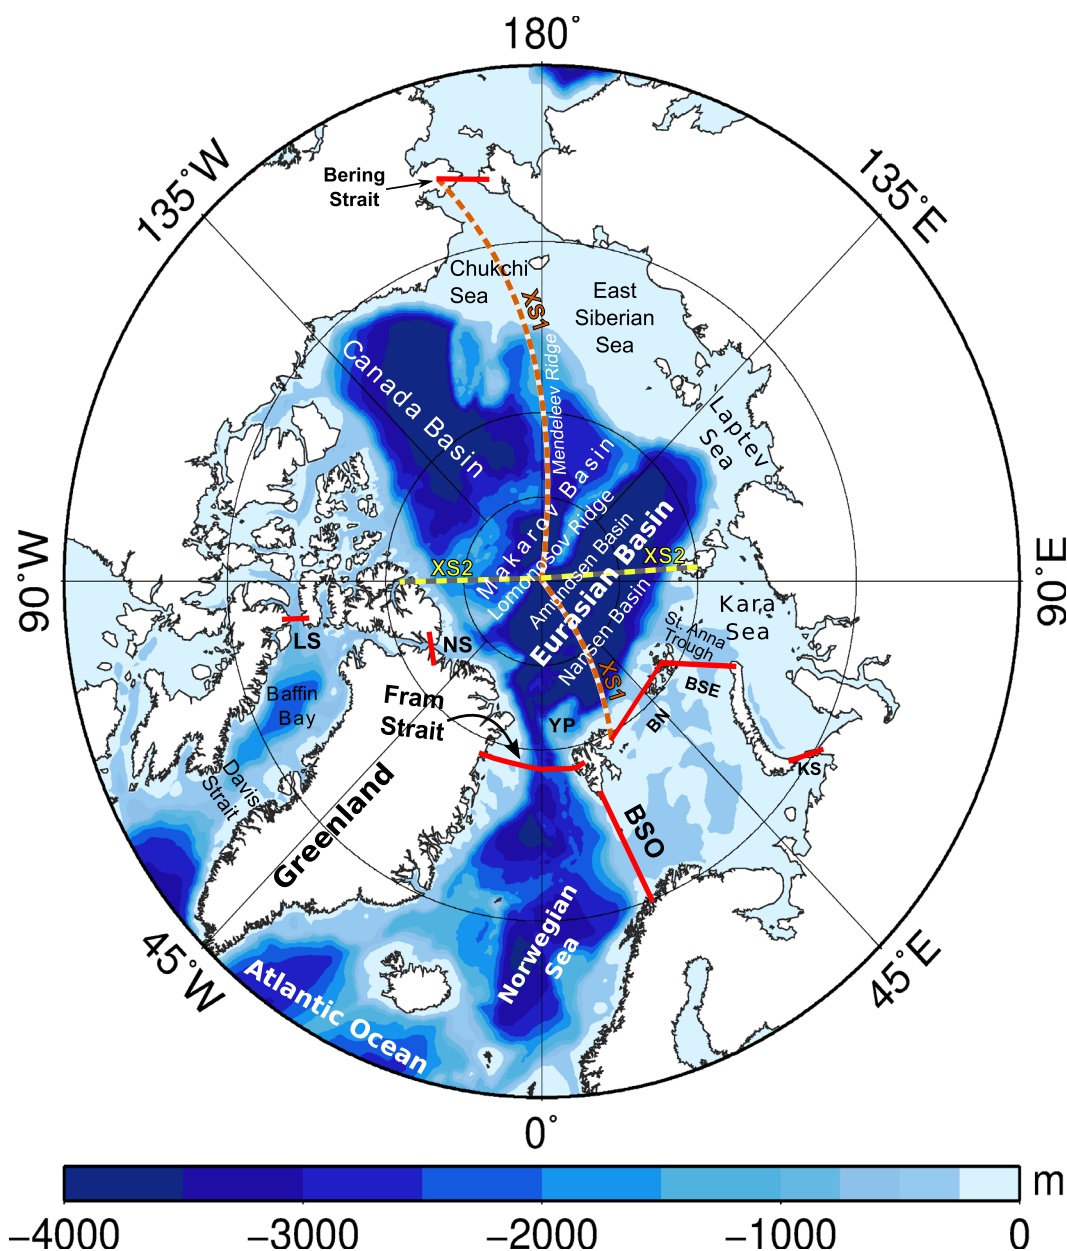 180°
135°W
135°E
Bering
Strait
Chukchi
Sea
XS1
East
Siberian
Sea
Mendeleev Ridge
Canada Basin
Laptev
Sea
Makarov Basin
Lomonosov Ridge
Amundsen Basin
Eurasian Basin
Nansen Basin
XS2
XS2
90°W
90°E
Kara
Sea
St. Anna
Trough
LS
NS
XS1
BSE
BN
Baffin
Bay
Fram
Strait
YP
KS
Davis
Strait
Greenland
BSO
Norwegian
Sea
45°W
45°E
Atlantic Ocean
0°
m
−4000
−3000
−2000
−1000
0